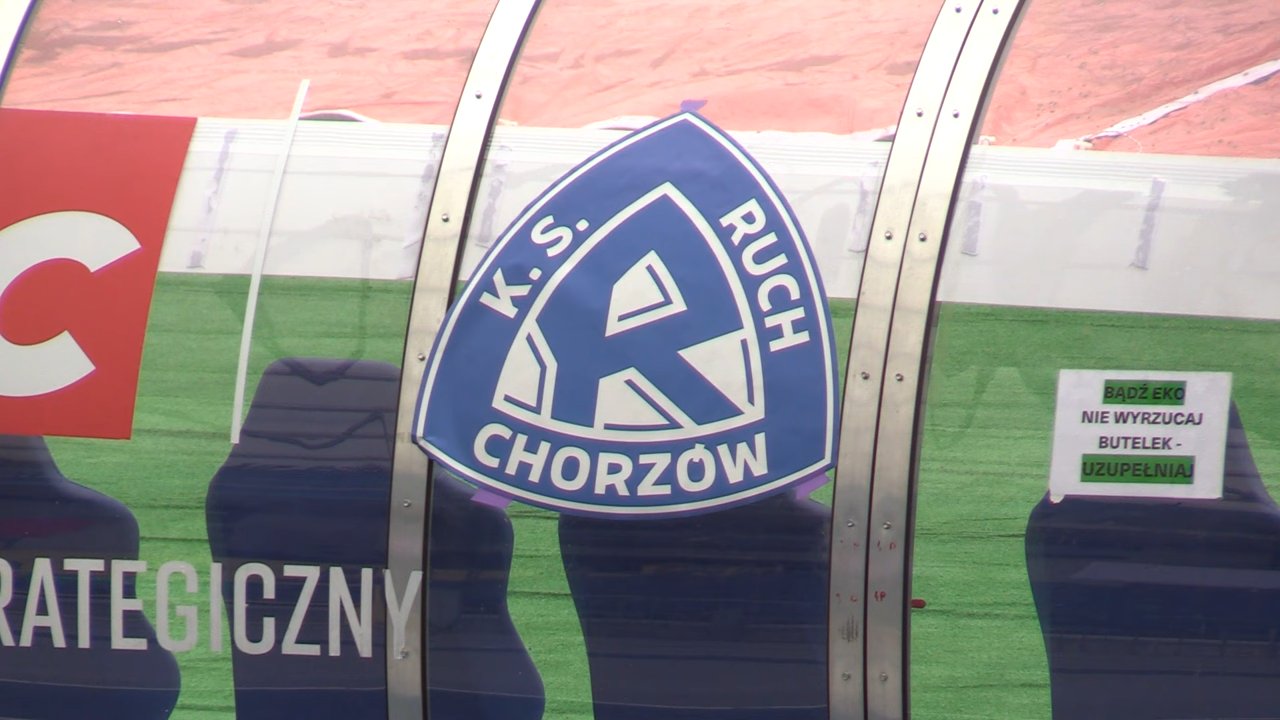 K. S. RUCH
CHORZÓW
BĄDŹ EKO
NIE WYRZUCAJ
BUTELEK -
UZUPEŁNIAJ
RATEGICZNY